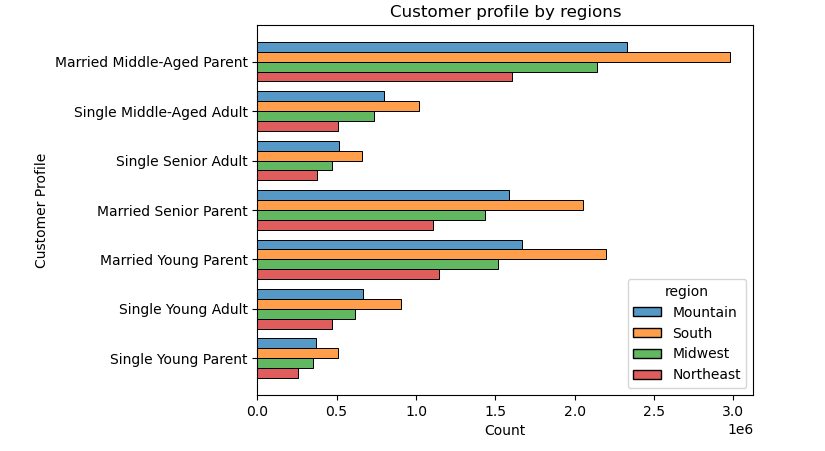 Customer profile by regions
Married Middle-Aged Parent
Single Middle-Aged Adult
Single Senior Adult
Married Senior Parent
Married Young Parent
Single Young Adult
Single Young Parent
Customer Profile
region
Mountain
South
Midwest
Northeast
0.0 0.5 1.0 1.5 2.0 2.5 3.0
1e6
Count